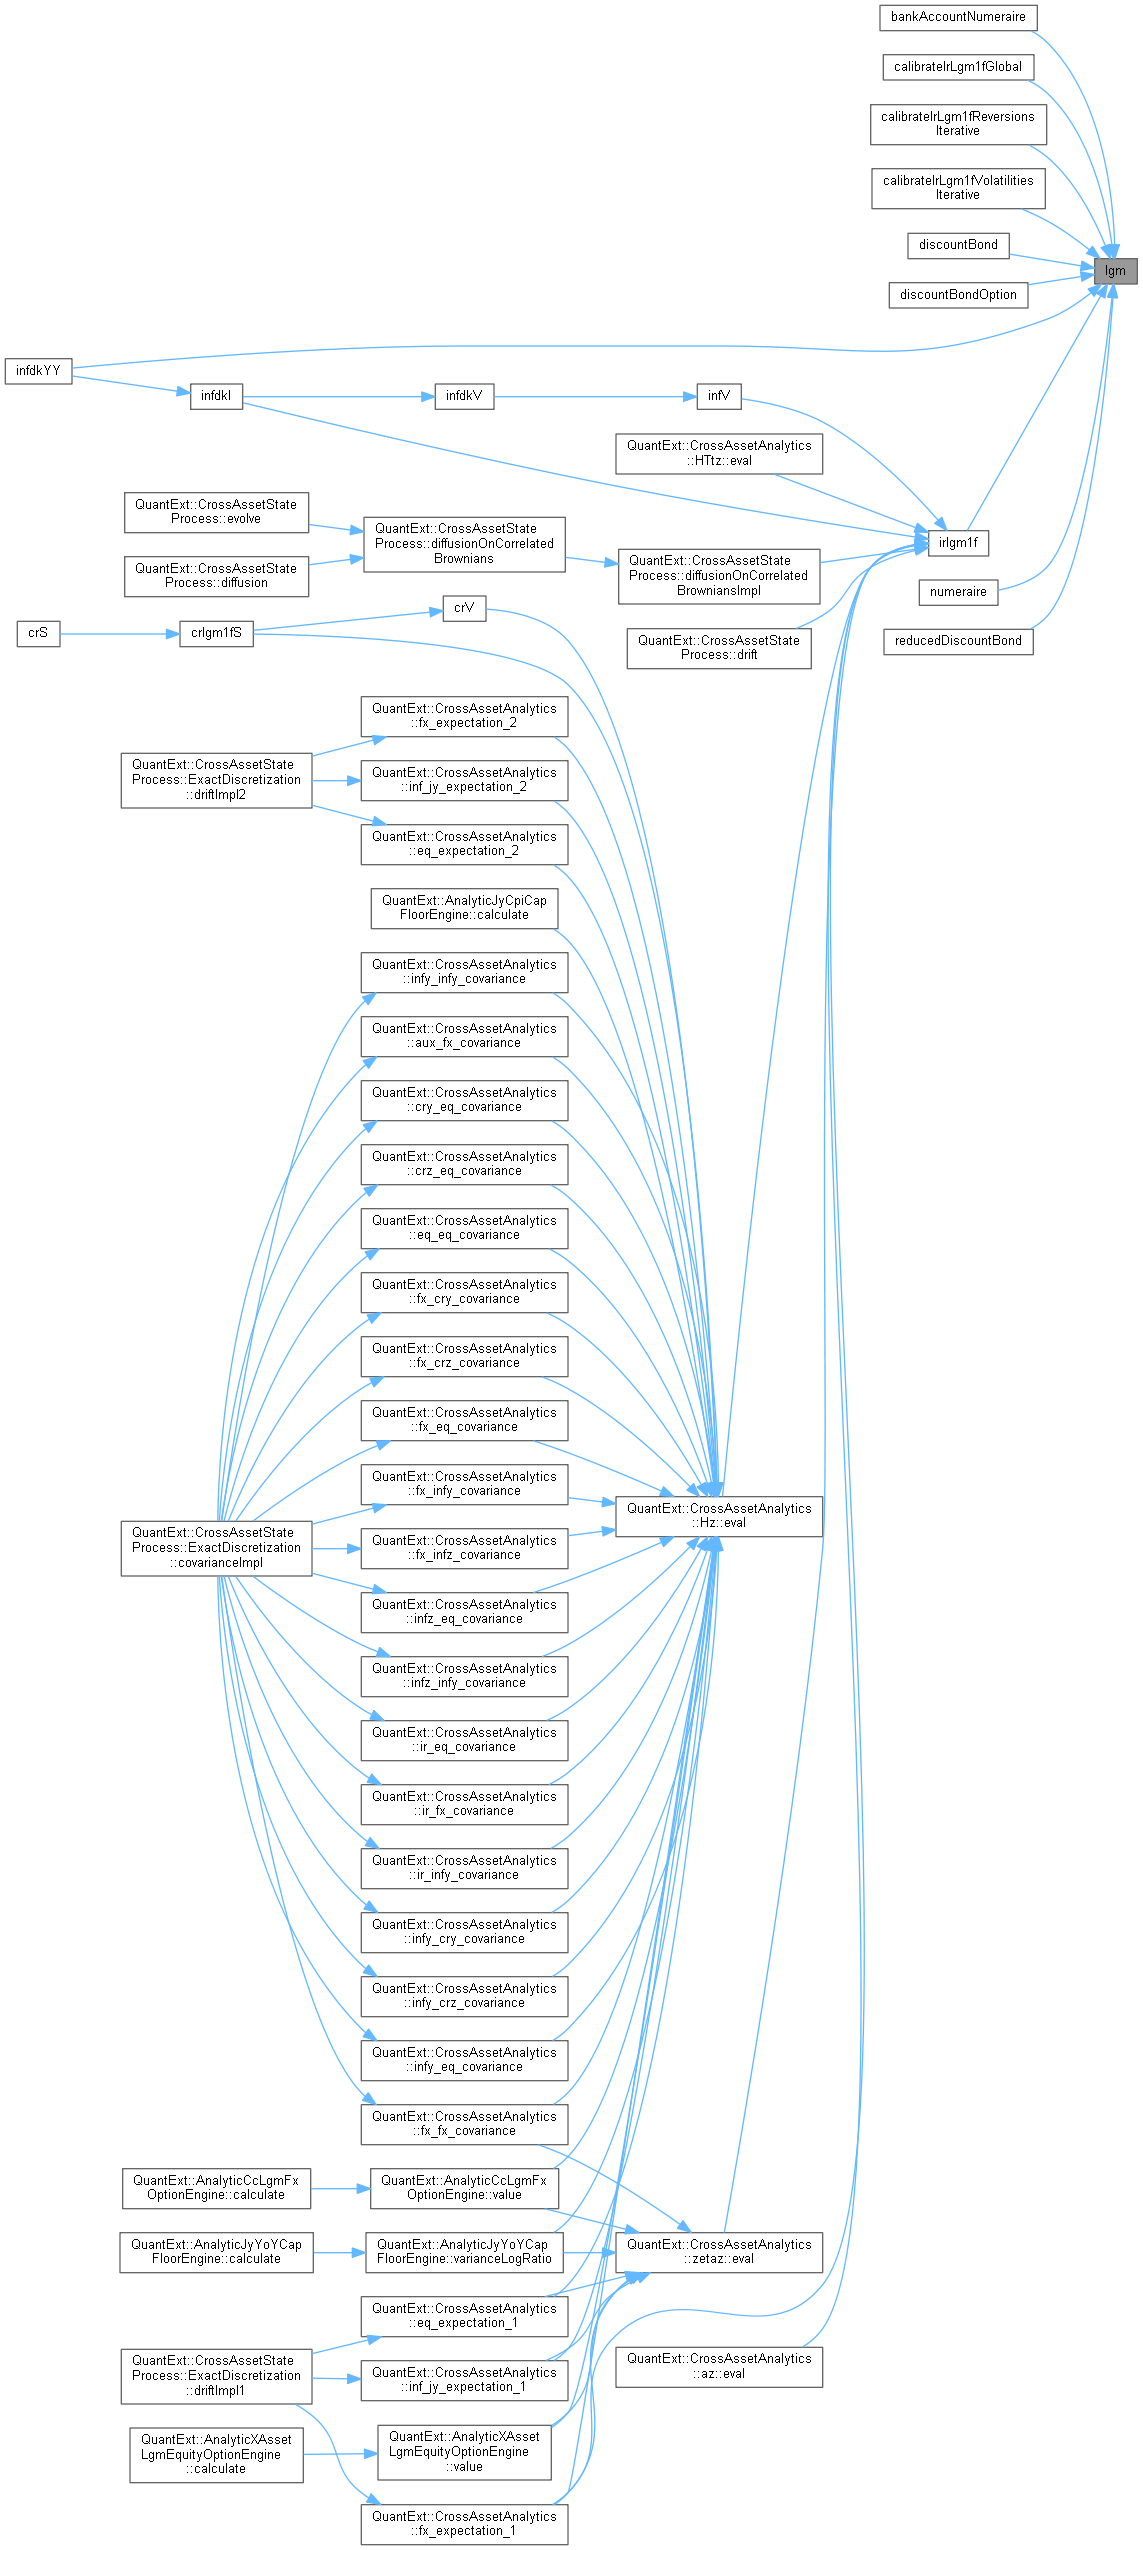 bankAccountNumeraire
calibrateIrLgm1fGlobal
calibrateIrLgm1fReversions
Iterative
calibrateIrLgm1fVolatilities
Iterative
discountBond
lgm
discountBondOption
infdkYY
infdkI
infdkV
infV
QuantExt::CrossAssetAnalytics
::HTtz::eval
QuantExt::CrossAssetState
Process::evolve
QuantExt::CrossAssetState
Process::diffusionOnCorrelated
Brownians
irlgm1f
QuantExt::CrossAssetState
Process::diffusion
QuantExt::CrossAssetState
Process::diffusionOnCorrelated
BrowniansImpl
numeraire
crV
crS
crlgm1fS
QuantExt::CrossAssetState
Process::drift
reducedDiscountBond
QuantExt::CrossAssetAnalytics
::fx_expectation_2
QuantExt::CrossAssetState
Process::ExactDiscretization
::driftImpl2
QuantExt::CrossAssetAnalytics
::inf_jy_expectation_2
QuantExt::CrossAssetAnalytics
::eq_expectation_2
QuantExt::AnalyticJyCpiCap
FloorEngine::calculate
QuantExt::CrossAssetAnalytics
::infy_infy_covariance
QuantExt::CrossAssetAnalytics
::aux_fx_covariance
QuantExt::CrossAssetAnalytics
::cry_eq_covariance
QuantExt::CrossAssetAnalytics
::crz_eq_covariance
QuantExt::CrossAssetAnalytics
::eq_eq_covariance
QuantExt::CrossAssetAnalytics
::fx_cry_covariance
QuantExt::CrossAssetAnalytics
::fx_crz_covariance
QuantExt::CrossAssetAnalytics
::fx_eq_covariance
QuantExt::CrossAssetAnalytics
::fx_infy_covariance
QuantExt::CrossAssetAnalytics
::Hz::eval
QuantExt::CrossAssetState
Process::ExactDiscretization
::covarianceImpl
QuantExt::CrossAssetAnalytics
::fx_infz_covariance
QuantExt::CrossAssetAnalytics
::infz_eq_covariance
QuantExt::CrossAssetAnalytics
::infz_infy_covariance
QuantExt::CrossAssetAnalytics
::ir_eq_covariance
QuantExt::CrossAssetAnalytics
::ir_fx_covariance
QuantExt::CrossAssetAnalytics
::ir_infy_covariance
QuantExt::CrossAssetAnalytics
::infy_cry_covariance
QuantExt::CrossAssetAnalytics
::infy_crz_covariance
QuantExt::CrossAssetAnalytics
::infy_eq_covariance
QuantExt::CrossAssetAnalytics
::fx_fx_covariance
QuantExt::AnalyticCcLgmFx
OptionEngine::calculate
QuantExt::AnalyticCcLgmFx
OptionEngine::value
QuantExt::AnalyticJyYoYCap
FloorEngine::calculate
QuantExt::AnalyticJyYoYCap
FloorEngine::varianceLogRatio
QuantExt::CrossAssetAnalytics
::zetaz::eval
QuantExt::CrossAssetAnalytics
::eq_expectation_1
QuantExt::CrossAssetState
Process::ExactDiscretization
::driftImpl1
QuantExt::CrossAssetAnalytics
::inf_jy_expectation_1
QuantExt::CrossAssetAnalytics
::az::eval
QuantExt::AnalyticXAsset
LgmEquityOptionEngine
::calculate
QuantExt::AnalyticXAsset
LgmEquityOptionEngine
::value
QuantExt::CrossAssetAnalytics
::fx_expectation_1